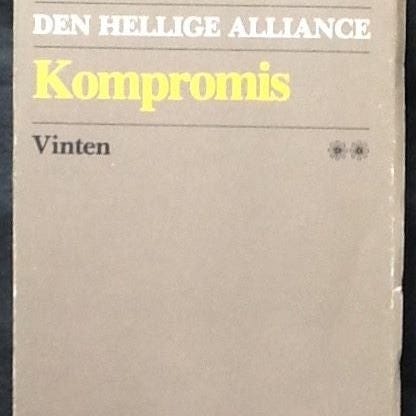 DEN HELLIGE ALLIANCE
Kompromis
Vinten